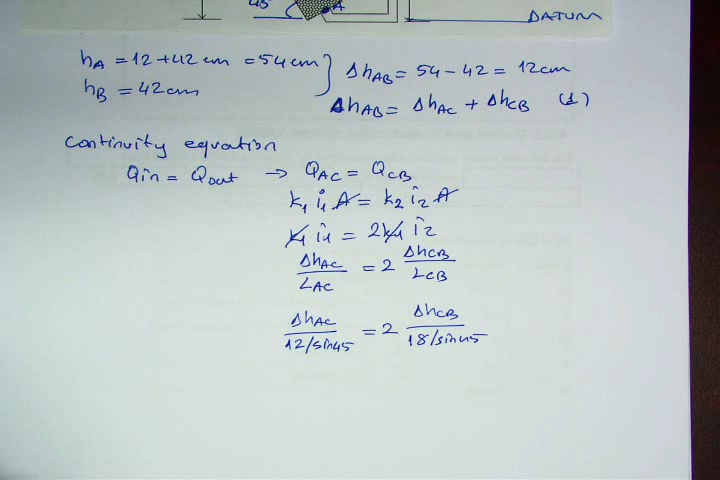 45
A
DATUM
hA = 12 + 42 cm = 54 cm
hB = 42 cm
ΔhAB = 54 - 42 = 12 cm
ΔhAB = ΔhAC + ΔhCB (1)
Continuity equation
Qin = Qout → QAC = QCB
k1 i1 A = k2 i2 A
k1 i1 = 2k1 i2
ΔhAC / LAC = 2 ΔhCB / LCB
ΔhAC / 12/sin45 = 2 ΔhCB / 18/sin45